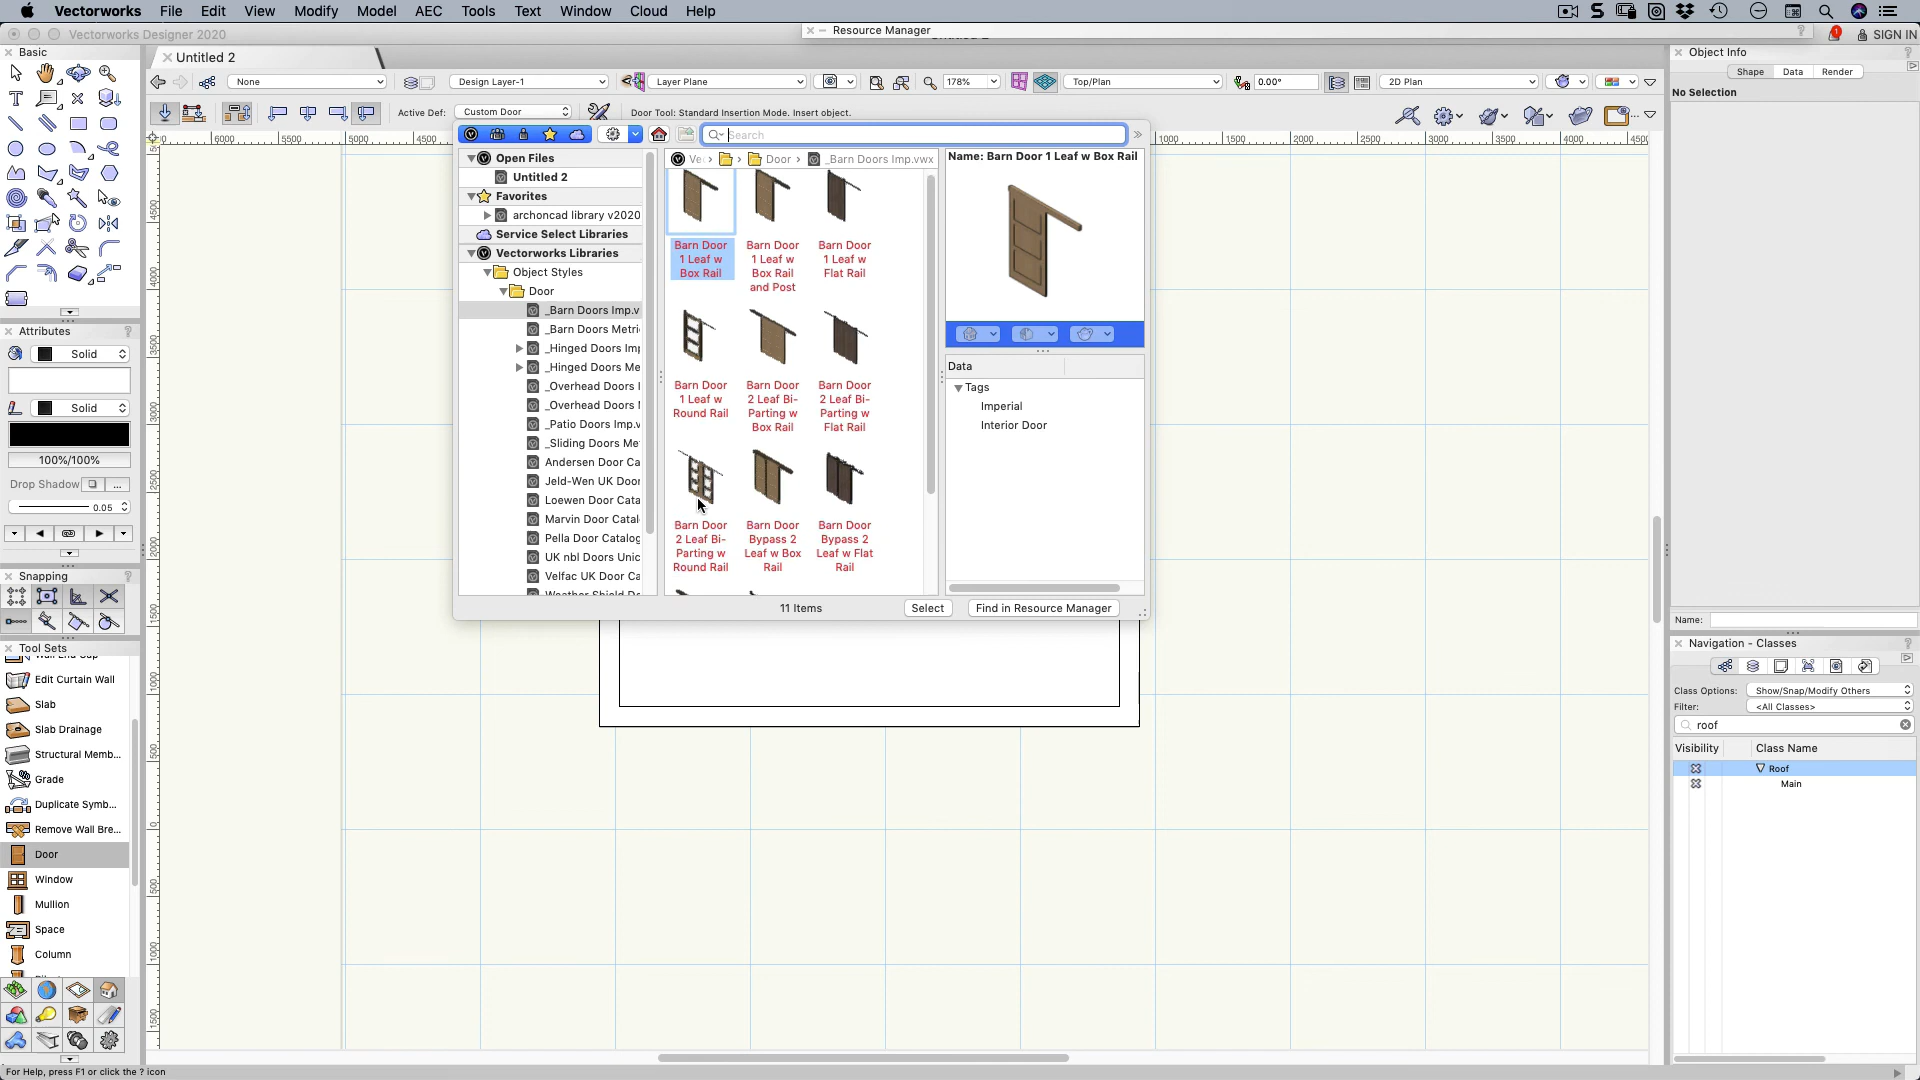 Vectorworks File Edit View Modify Model AEC Tools Text Window Cloud Help
Vectorworks Designer 2020
Resource Manager
SIGN IN
Basic
Untitled 2
Object Info
None
Design Layer-1
Layer Plane
178%
Top/Plan
0.00°
2D Plan
Shape Data Render
No Selection
Active Def: Custom Door
Door Tool: Standard Insertion Mode. Insert object.
Search
Open Files
Untitled 2
Favorites
archoncad library v2020
Service Select Libraries
Vectorworks Libraries
Object Styles
Door
_Barn Doors Imp.v
_Barn Doors Metri
_Hinged Doors Imp
_Hinged Doors Me
_Overhead Doors I
_Overhead Doors
_Patio Doors Imp.v
_Sliding Doors Me
Andersen Door Ca
Jeld-Wen UK Door
Loewen Door Cata
Marvin Door Catal
Pella Door Catalog
UK nbl Doors Unic
Velfac UK Door Ca
Door
_Barn Doors Imp.vwx
Barn Door 1 Leaf w Box Rail
Barn Door 1 Leaf w Box Rail and Post
Barn Door 1 Leaf w Flat Rail
Barn Door 1 Leaf w Round Rail
Barn Door 2 Leaf Bi-Parting w Box Rail
Barn Door 2 Leaf Bi-Parting w Flat Rail
Barn Door 2 Leaf Bi-Parting w Round Rail
Barn Door Bypass 2 Leaf w Box Rail
Barn Door Bypass 2 Leaf w Flat Rail
Name: Barn Door 1 Leaf w Box Rail
Data
Tags
Imperial
Interior Door
11 Items
Select
Find in Resource Manager
Attributes
Solid
Solid
100%/100%
Drop Shadow
0.05
Snapping
Tool Sets
Wall End Cap
Edit Curtain Wall
Slab
Slab Drainage
Structural Memb...
Grade
Duplicate Symb...
Remove Wall Bre...
Door
Window
Mullion
Space
Column
Name:
Navigation - Classes
Class Options: Show/Snap/Modify Others
Filter: <All Classes>
roof
Visibility Class Name
Roof
Main
For Help, press F1 or click the ? icon